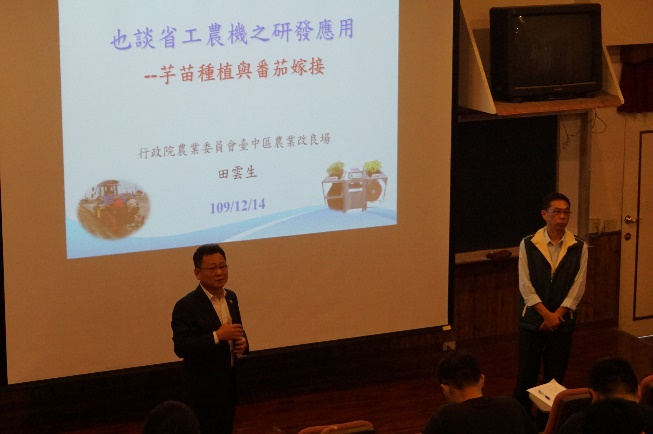 也談省工農機之研發應用
--芋苗種植與番茄嫁接
行政院農業委員會臺中區農業改良場
田雲生
109/12/14